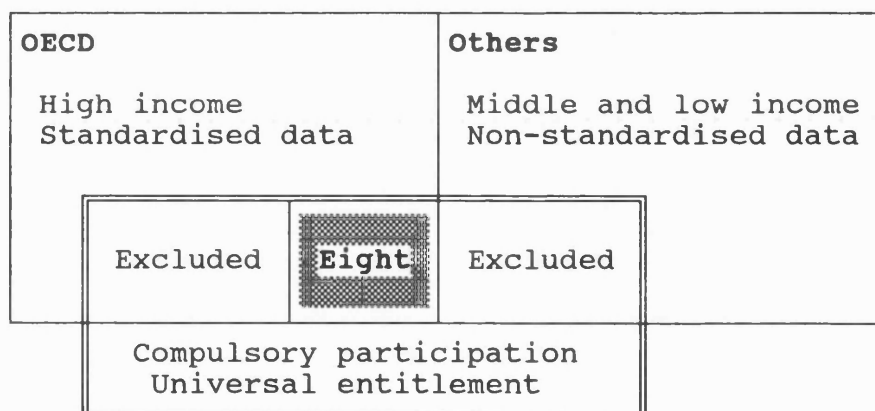 OECD
Others
High income
Middle and low income
Standardised data
Non-standardised data
Excluded
Eight
Excluded
Compulsory participation
Universal entitlement